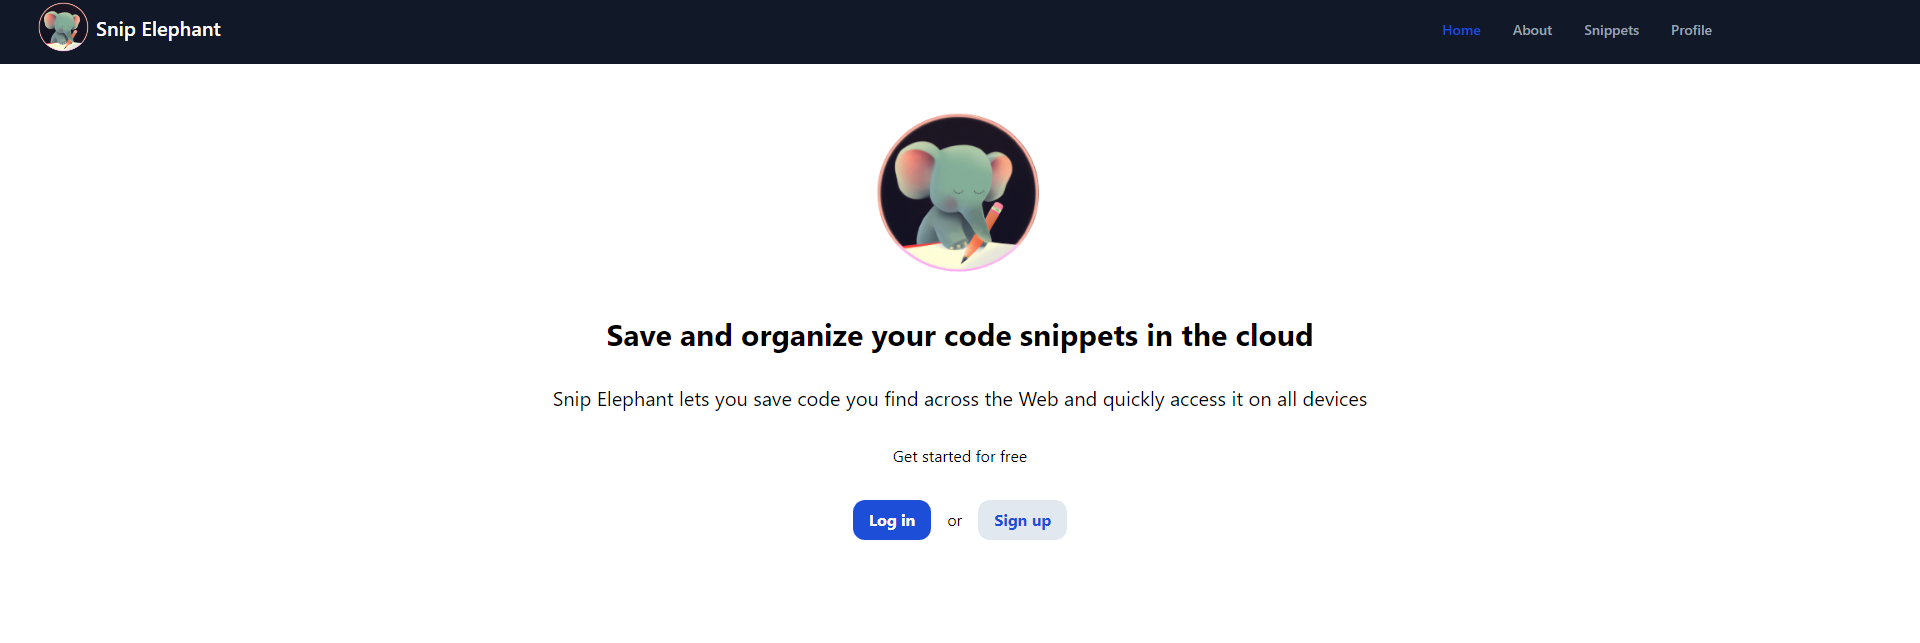 Snip Elephant
Home About Snippets Profile
Save and organize your code snippets in the cloud
Snip Elephant lets you save code you find across the Web and quickly access it on all devices
Get started for free
Log in or Sign up